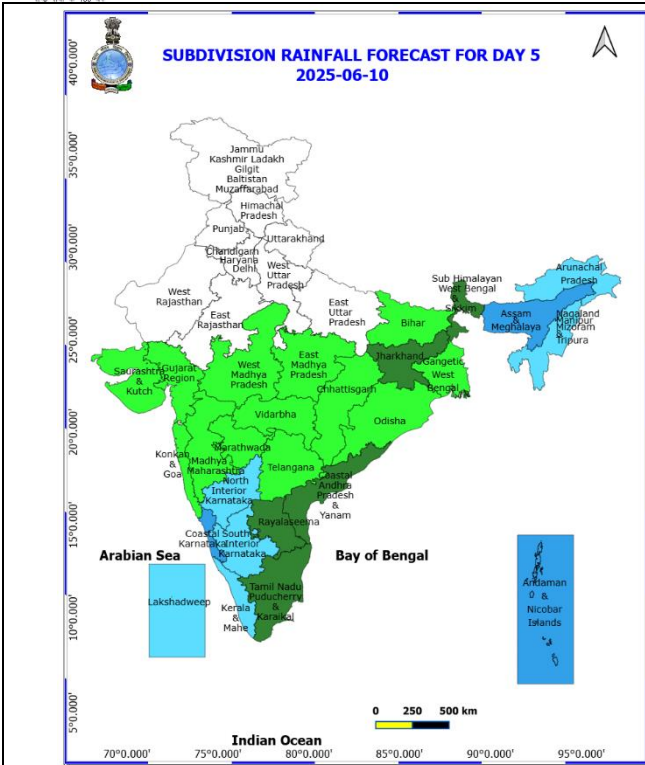 SUBDIVISION RAINFALL FORECAST FOR DAY 5
2025-06-10
40°0.000'
35°0.000'
30°0.000'
25°0.000'
20°0.000'
15°0.000'
10°0.000'
5°0.000'
Jammu
Kashmir Ladakh
Gilgit
Baltistan
Muzaffarabad
Himachal
Pradesh
Punjab
Uttarakhand
Chandigarh
Haryana
Delhi
West
Uttar
Pradesh
West
Rajasthan
East
Rajasthan
East
Uttar
Pradesh
Sub Himalayan
West Bengal
&
Sikkim
Arunachal
Pradesh
Assam
&
Meghalaya
Nagaland
Manipur
Mizoram
&
Tripura
Bihar
Jharkhand
Gangetic
West
Bengal
Saurashtra
&
Kutch
Gujarat
Region
West
Madhya
Pradesh
East
Madhya
Pradesh
Chhattisgarh
Odisha
Vidarbha
Konkan
&
Goa
Madhya
Maharashtra
Marathwada
Telangana
North
Interior
Karnataka
Coastal
Andhra
Pradesh
&
Yanam
Rayalaseema
Coastal
Karnataka
South
Interior
Karnataka
Arabian Sea
Bay of Bengal
Lakshadweep
Kerala
&
Mahe
Tamil Nadu
Puducherry
&
Karaikal
Andaman
&
Nicobar
Islands
0 250 500 km
Indian Ocean
70°0.000' 75°0.000' 80°0.000' 85°0.000' 90°0.000' 95°0.000'